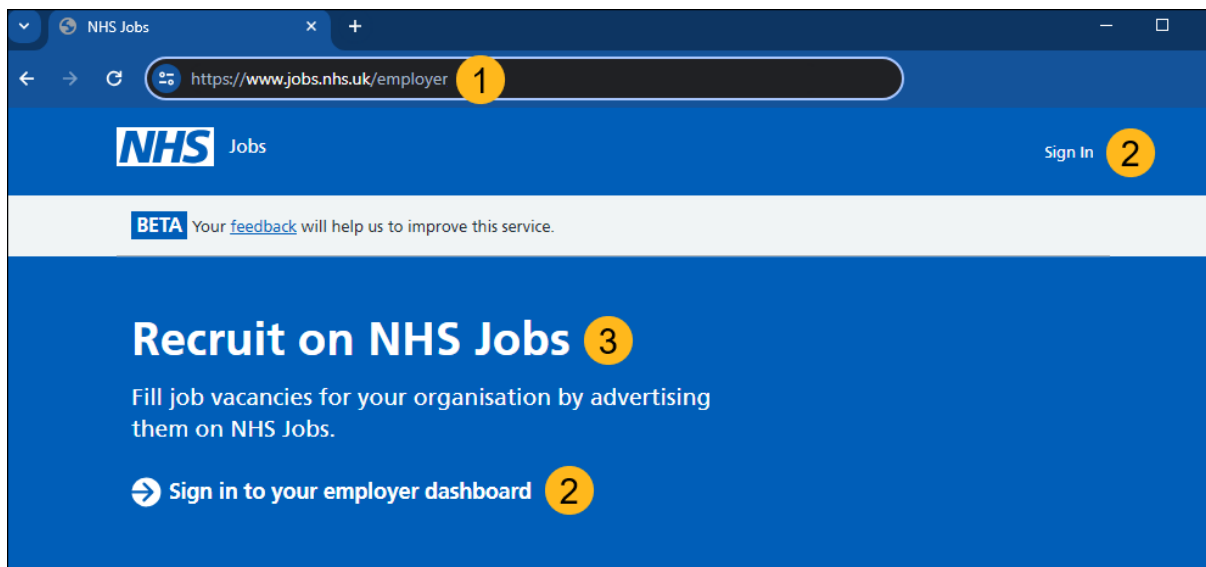 NHS Jobs
https://www.jobs.nhs.uk/employer 1
NHS Jobs
Sign In 2
BETA Your feedback will help us to improve this service.
Recruit on NHS Jobs 3
Fill job vacancies for your organisation by advertising
them on NHS Jobs.
Sign in to your employer dashboard 2